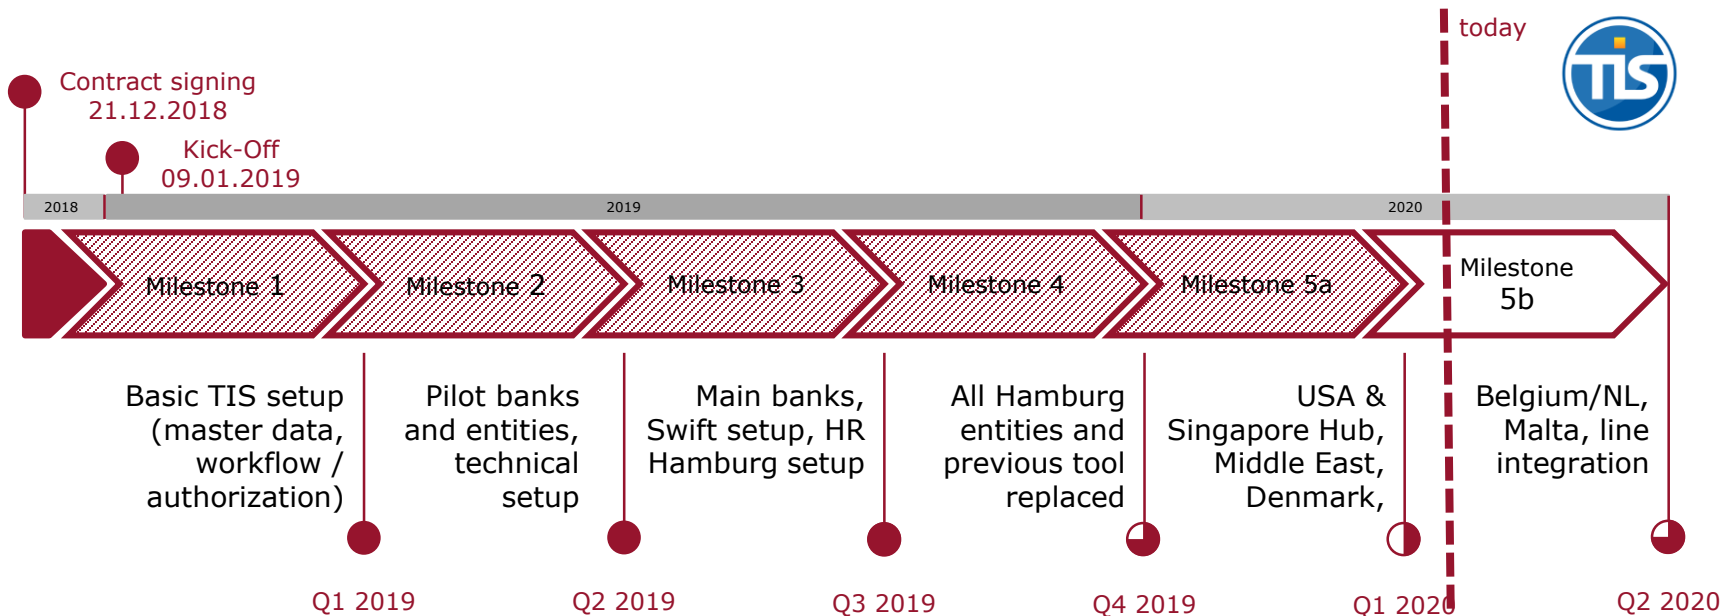 today
TIS
Contract signing
21.12.2018
Kick-Off
09.01.2019
2018
2019
2020
Milestone 1
Milestone 2
Milestone 3
Milestone 4
Milestone 5a
Milestone
5b
Basic TIS setup
(master data,
workflow /
authorization)
Pilot banks
and entities,
technical
setup
Main banks,
Swift setup, HR
Hamburg setup
All Hamburg
entities and
previous tool
replaced
USA &
Singapore Hub,
Middle East,
Denmark,
Belgium/NL,
Malta, line
integration
Q1 2019
Q2 2019
Q3 2019
Q4 2019
Q1 2020
Q2 2020